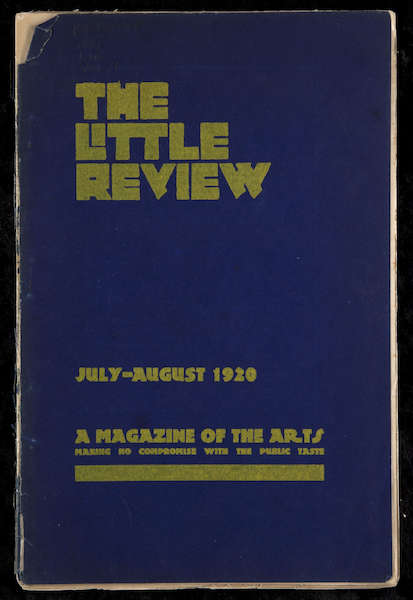 THE
LITTLE
REVIEW
JULY-AUGUST 1920
A MAGAZINE OF THE ARTS
MAKING NO COMPROMISE WITH THE PUBLIC TASTE